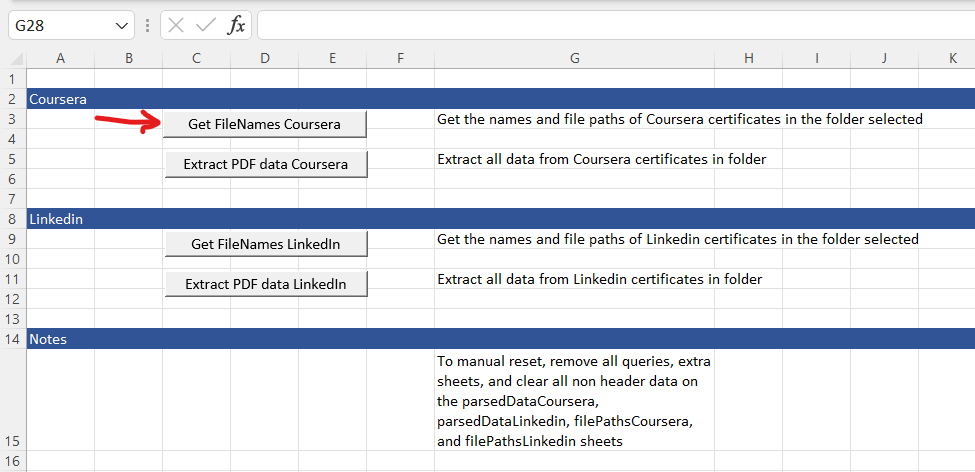 G28
fx
A B C D E F G H I J K
1
2 Coursera
3 Get FileNames Coursera Get the names and file paths of Coursera certificates in the folder selected
4
5 Extract PDF data Coursera Extract all data from Coursera certificates in folder
6
7
8 Linkedin
9 Get FileNames LinkedIn Get the names and file paths of Linkedin certificates in the folder selected
10
11 Extract PDF data LinkedIn Extract all data from Linkedin certificates in folder
12
13
14 Notes
To manual reset, remove all queries, extra
sheets, and clear all non header data on
the parsedDataCoursera,
parsedDataLinkedin, filePathsCoursera,
15 and filePathsLinkedin sheets
16